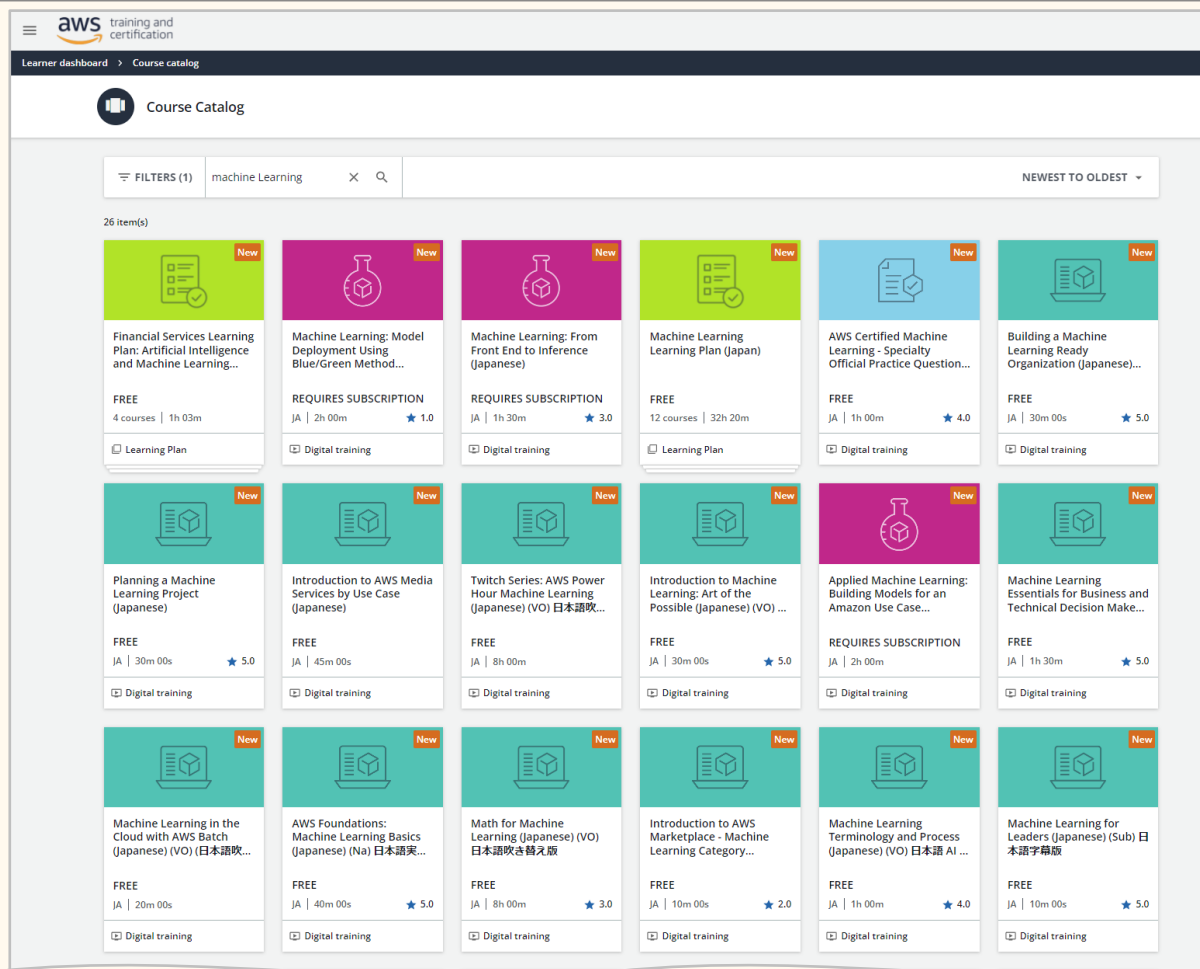 aws training and
certification
Learner dashboard > Course catalog
Course Catalog
FILTERS (1) machine Learning NEWEST TO OLDEST
26 item(s)
New
Financial Services Learning
Plan: Artificial Intelligence
and Machine Learning...
FREE
4 courses | 1h 03m
Learning Plan
New
Machine Learning: Model
Deployment Using
Blue/Green Method...
REQUIRES SUBSCRIPTION
JA | 2h 00m ★ 1.0
Digital training
New
Machine Learning: From
Front End to Inference
(Japanese)
REQUIRES SUBSCRIPTION
JA | 1h 30m ★ 3.0
Digital training
New
Machine Learning
Learning Plan (Japan)
FREE
12 courses | 32h 20m
Learning Plan
New
AWS Certified Machine
Learning - Specialty
Official Practice Question...
FREE
JA | 1h 00m ★ 4.0
Digital training
New
Building a Machine
Learning Ready
Organization (Japanese)...
FREE
JA | 30m 00s ★ 5.0
Digital training
New
Planning a Machine
Learning Project
(Japanese)
FREE
JA | 30m 00s ★ 5.0
Digital training
New
Introduction to AWS Media
Services by Use Case
(Japanese)
FREE
JA | 45m 00s
Digital training
New
Twitch Series: AWS Power
Hour Machine Learning
(Japanese) (VO) 日本語吹...
FREE
JA | 8h 00m
Digital training
New
Introduction to Machine
Learning: Art of the
Possible (Japanese) (VO) ...
FREE
JA | 30m 00s ★ 5.0
Digital training
New
Applied Machine Learning:
Building Models for an
Amazon Use Case...
REQUIRES SUBSCRIPTION
JA | 2h 00m
Digital training
New
Machine Learning
Essentials for Business and
Technical Decision Make...
FREE
JA | 1h 30m ★ 5.0
Digital training
New
Machine Learning in the
Cloud with AWS Batch
(Japanese) (VO) (日本語吹...
FREE
JA | 20m 00s
Digital training
New
AWS Foundations:
Machine Learning Basics
(Japanese) (Na) 日本語実...
FREE
JA | 40m 00s ★ 5.0
Digital training
New
Math for Machine
Learning (Japanese) (VO)
日本語吹き替え版
FREE
JA | 8h 00m ★ 3.0
Digital training
New
Introduction to AWS
Marketplace - Machine
Learning Category...
FREE
JA | 10m 00s ★ 2.0
Digital training
New
Machine Learning
Terminology and Process
(Japanese) (VO) 日本語 AI ...
FREE
JA | 1h 00m ★ 4.0
Digital training
New
Machine Learning for
Leaders (Japanese) (Sub) 日
本語字幕版
FREE
JA | 10m 00s ★ 5.0
Digital training